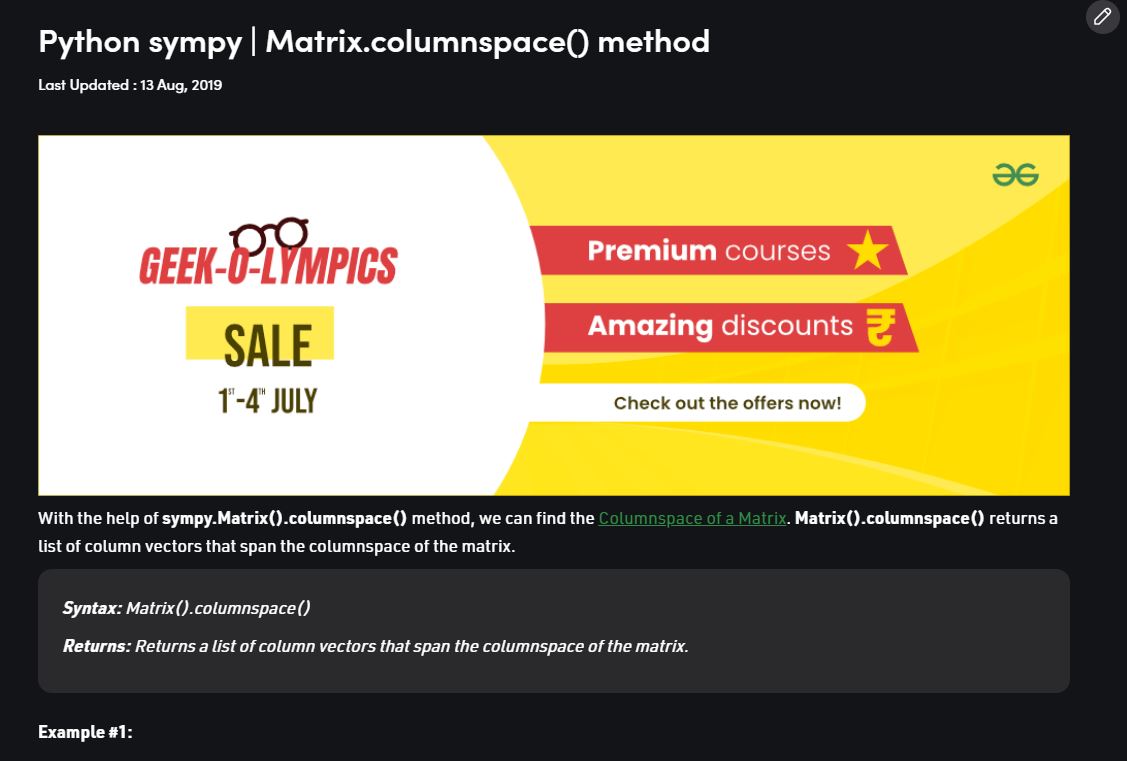 Python sympy | Matrix.columnspace() method
Last Updated : 13 Aug, 2019
GEEK-O-LYMPICS
SALE
1ST-4TH JULY
Premium courses
Amazing discounts ₹
Check out the offers now!
With the help of sympy.Matrix().columnspace() method, we can find the Columnspace of a Matrix. Matrix().columnspace() returns a
list of column vectors that span the columnspace of the matrix.
Syntax: Matrix().columnspace()
Returns: Returns a list of column vectors that span the columnspace of the matrix.
Example #1: